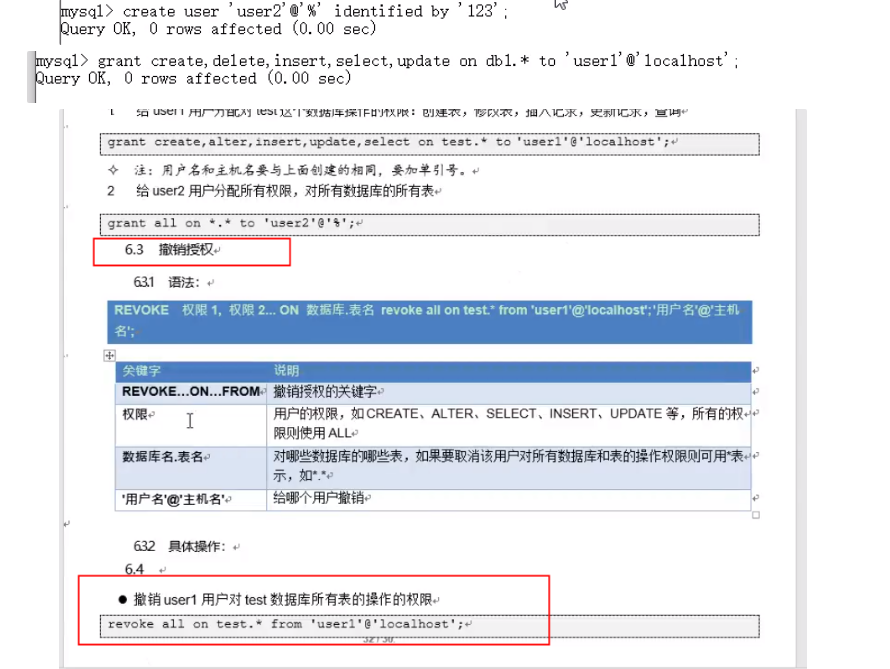 mysql> create user 'user2'@'%' identified by '123';
Query OK, 0 rows affected (0.00 sec)
mysql> grant create,delete,insert,select,update on db1.* to 'user1'@'localhost';
Query OK, 0 rows affected (0.00 sec)
1 给 user1 用户分配对 test 这个数据库操作的权限：创建表，修改表，插入记录，更新记录，查询
grant create,alter,insert,update,select on test.* to 'user1'@'localhost';
✧ 注：用户名和主机名要与上面创建的相同，要加单引号。
2 给 user2 用户分配所有权限，对所有数据库的所有表
grant all on *.* to 'user2'@'%';
6.3 撤销授权
6.3.1 语法：
REVOKE 权限 1, 权限 2... ON 数据库.表名 revoke all on test.* from 'user1'@'localhost';'用户名'@'主机
名';
关键字 说明
REVOKE…ON…FROM 撤销授权的关键字
权限 用户的权限，如 CREATE、ALTER、SELECT、INSERT、UPDATE 等，所有的权
限则使用 ALL
数据库名.表名 对哪些数据库的哪些表，如果要取消该用户对所有数据库和表的操作权限则可用*表
示，如*.*
'用户名'@'主机名' 给哪个用户撤销
6.3.2 具体操作：
6.4
● 撤销 user1 用户对 test 数据库所有表的操作的权限
revoke all on test.* from 'user1'@'localhost';